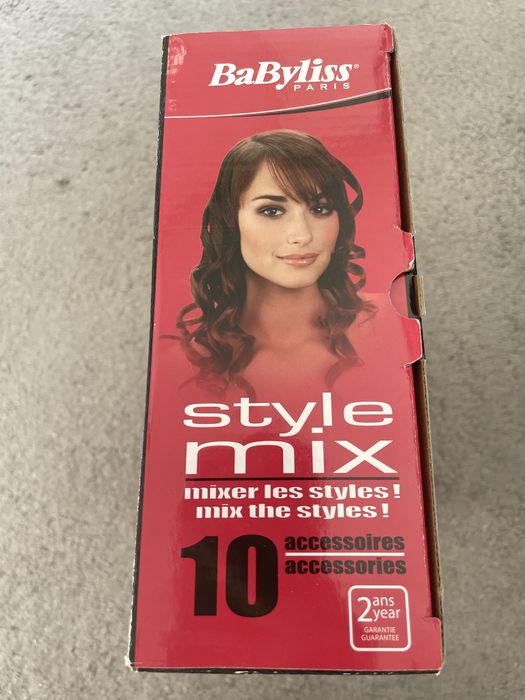 BaByliss®
PARIS
style
mix
mixer les styles !
mix the styles !
10
accessoires
accessories
2 ans
year
GARANTIE
GUARANTEE